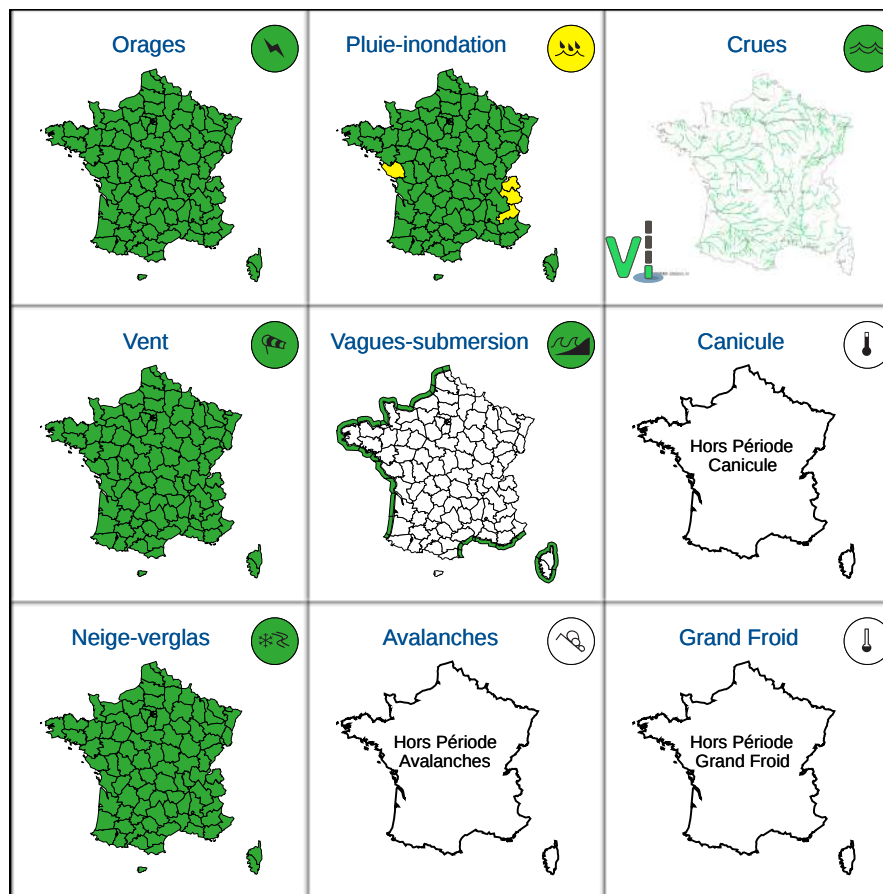 Orages
Pluie-inondation
Crues
Vi
Vent
Vagues-submersion
Canicule
Hors Période
Canicule
Neige-verglas
Avalanches
Grand Froid
Hors Période
Avalanches
Hors Période
Grand Froid